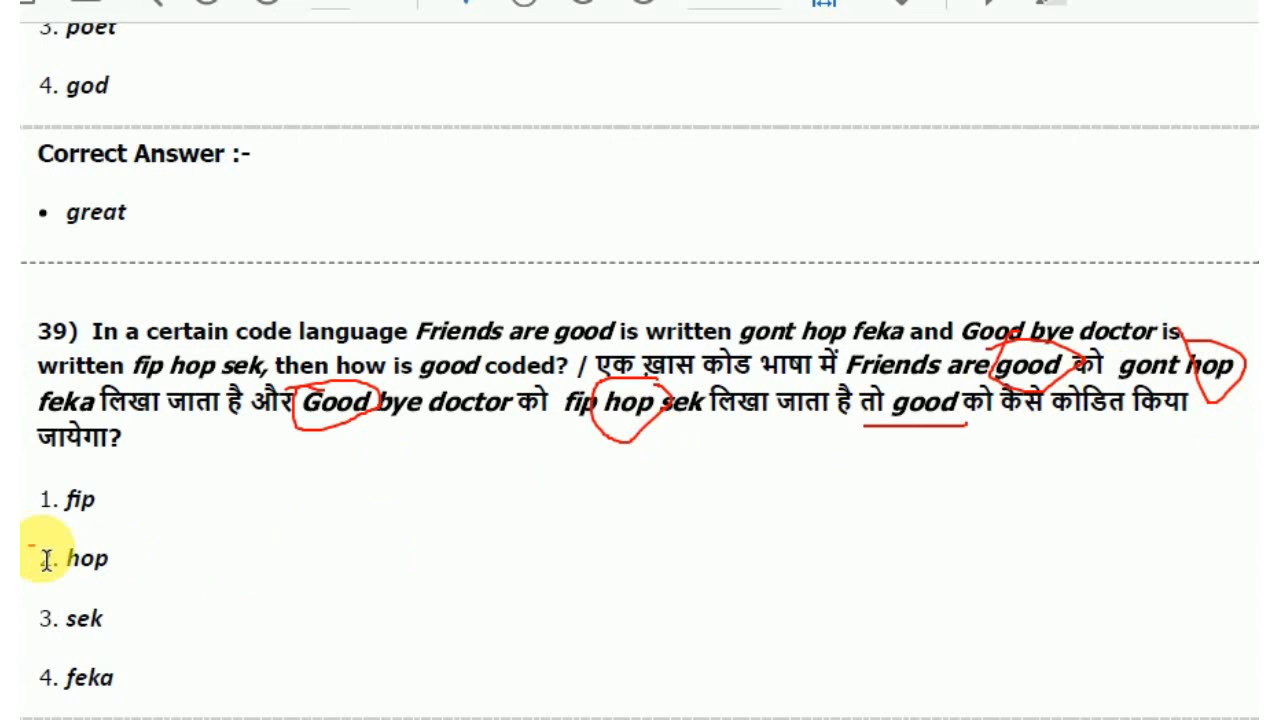 3. poet
4. god
Correct Answer :-
• great
39) In a certain code language Friends are good is written gont hop feka and Good bye doctor is
written fip hop sek, then how is good coded? / एक ख़ास कोड भाषा में Friends are good को gont hop
feka लिखा जाता है और Good bye doctor को fip hop sek लिखा जाता है तो good को कैसे कोडित किया
जायेगा?
1. fip
2. hop
3. sek
4. feka